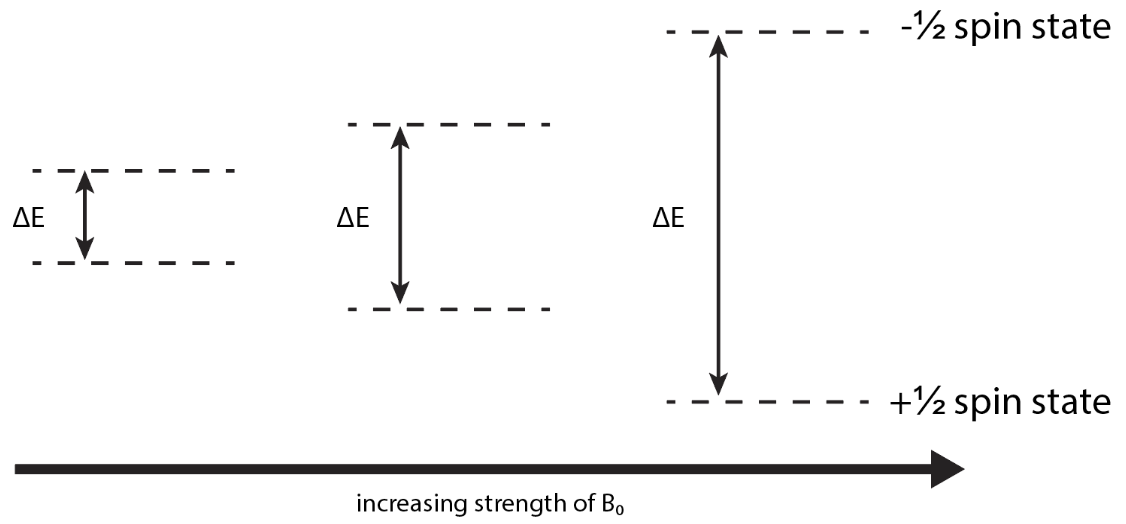 -½ spin state
ΔE
ΔE
ΔE
+½ spin state
increasing strength of B₀